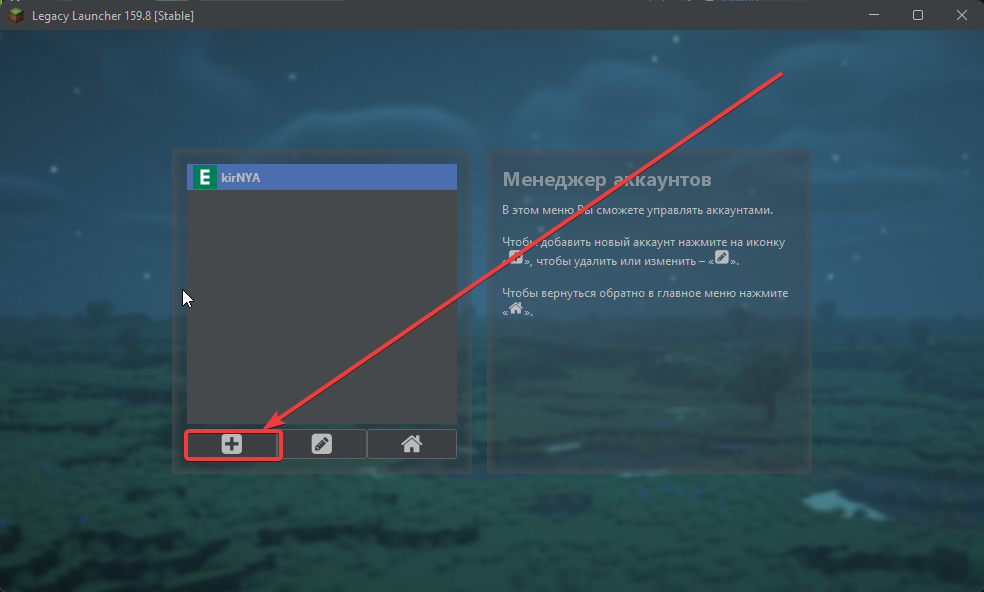 Legacy Launcher 159.8 [Stable]
E kirNYA
Менеджер аккаунтов
В этом меню Вы сможете управлять аккаунтами.
Чтобы добавить новый аккаунт нажмите на иконку
« », чтобы удалить или изменить – « ».
Чтобы вернуться обратно в главное меню нажмите
« ».